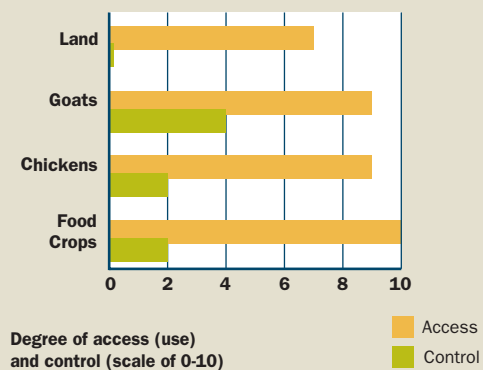 Land
Goats
Chickens
Food
Crops
0 2 4 6 8 10
Degree of access (use)
and control (scale of 0-10)
Access
Control